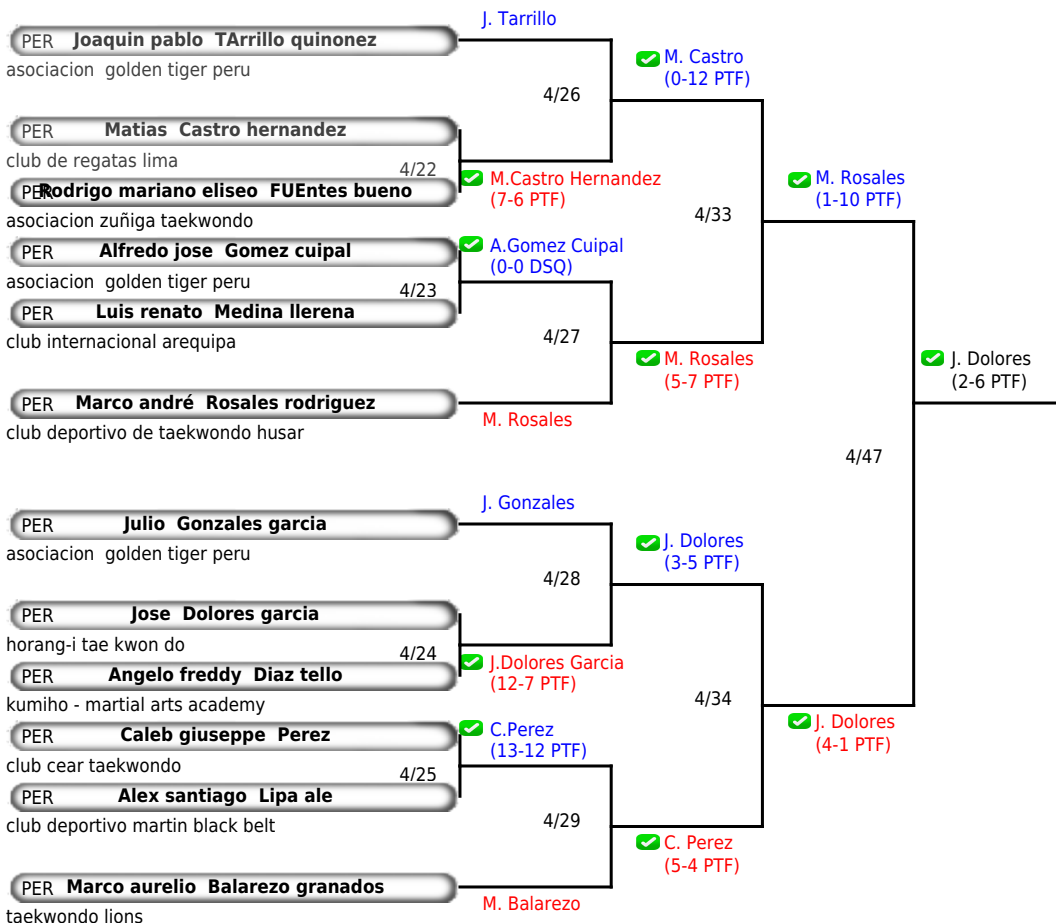 J. Tarrillo
PER Joaquin pablo TArrillo quinonez
asociacion golden tiger peru
M. Castro
(0-12 PTF)
4/26
PER Matias Castro hernandez
club de regatas lima
4/22
M.Castro Hernandez
(7-6 PTF)
PER Rodrigo mariano eliseo FUEntes bueno
asociacion zuñiga taekwondo
M. Rosales
(1-10 PTF)
4/33
PER Alfredo jose Gomez cuipal
A.Gomez Cuipal
(0-0 DSQ)
asociacion golden tiger peru
4/23
PER Luis renato Medina llerena
club internacional arequipa
4/27
M. Rosales
(5-7 PTF)
J. Dolores
(2-6 PTF)
PER Marco andré Rosales rodriguez
M. Rosales
club deportivo de taekwondo husar
4/47
J. Gonzales
PER Julio Gonzales garcia
asociacion golden tiger peru
J. Dolores
(3-5 PTF)
4/28
PER Jose Dolores garcia
horang-i tae kwon do
4/24
J.Dolores Garcia
(12-7 PTF)
PER Angelo freddy Diaz tello
kumiho - martial arts academy
4/34
J. Dolores
(4-1 PTF)
PER Caleb giuseppe Perez
C.Perez
(13-12 PTF)
club cear taekwondo
4/25
PER Alex santiago Lipa ale
club deportivo martin black belt
4/29
C. Perez
(5-4 PTF)
PER Marco aurelio Balarezo granados
M. Balarezo
taekwondo lions